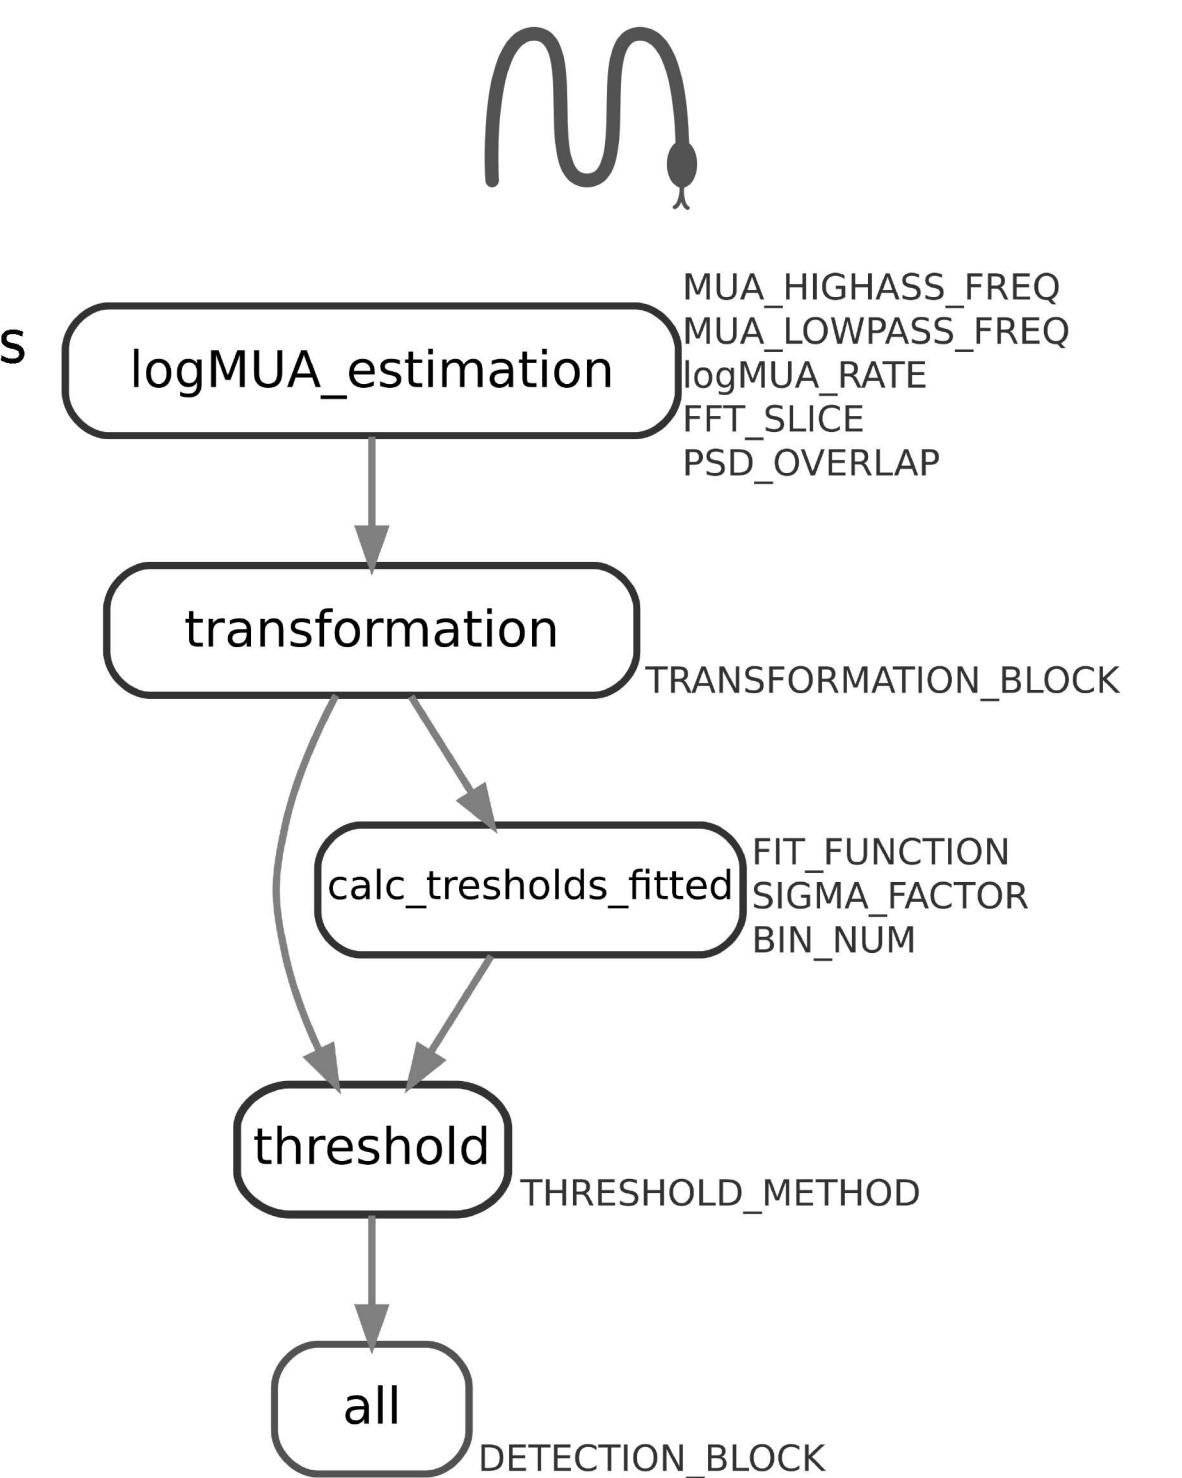 MUA_HIGHASS_FREQ
s
logMUA_estimation
MUA_LOWPASS_FREQ
logMUA_RATE
FFT_SLICE
PSD_OVERLAP
transformation
TRANSFORMATION_BLOCK
calc_tresholds_fitted
FIT_FUNCTION
SIGMA_FACTOR
BIN_NUM
threshold
THRESHOLD_METHOD
all
DETECTION_BLOCK